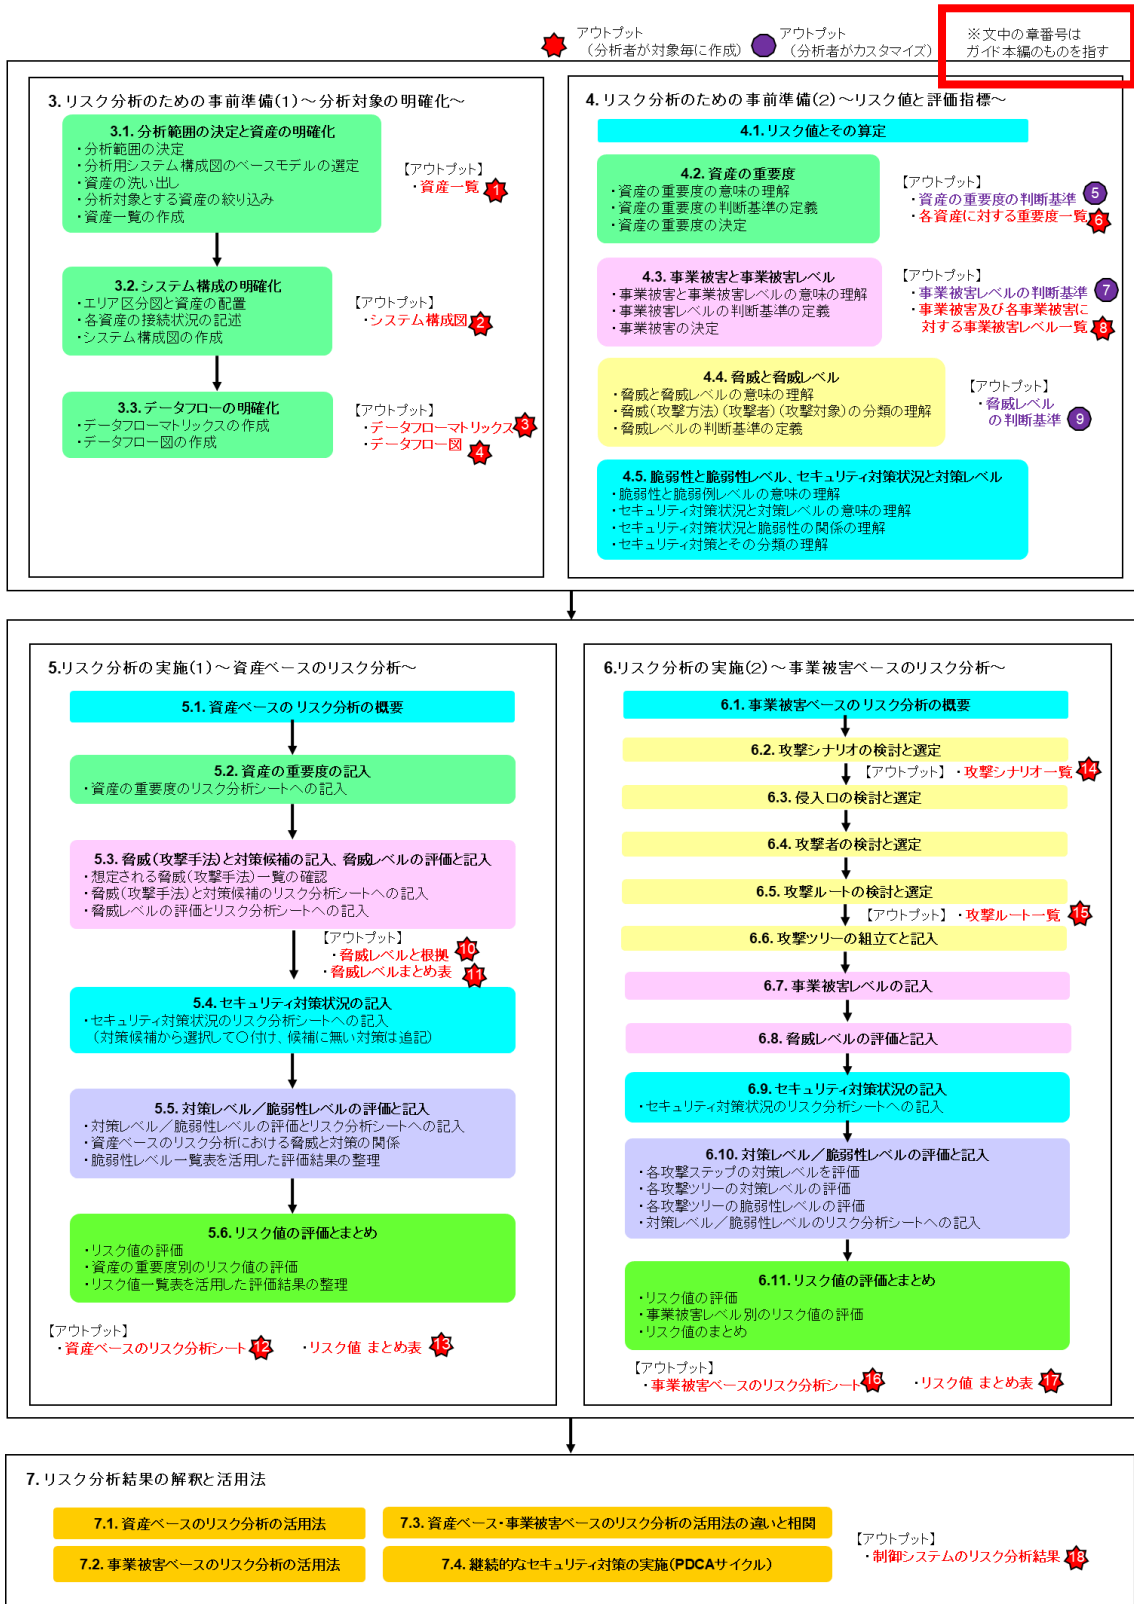 アウトプット
（分析者が対象毎に作成）
アウトプット
（分析者がカスタマイズ）
※文中の章番号は
ガイド本編のものを指す
3. リスク分析のための事前準備(1)～分析対象の明確化～
3.1. 分析範囲の決定と資産の明確化
・分析範囲の決定
・分析用システム構成図のベースモデルの選定
・資産の洗い出し
・分析対象とする資産の絞り込み
・資産一覧の作成
【アウトプット】
・資産一覧 1
3.2. システム構成の明確化
・エリア区分図と資産の配置
・各資産の接続状況の記述
・システム構成図の作成
【アウトプット】
・システム構成図 2
3.3. データフローの明確化
・データフローマトリックスの作成
・データフロー図の作成
【アウトプット】
・データフローマトリックス 3
・データフロー図 4
4. リスク分析のための事前準備(2)～リスク値と評価指標～
4.1. リスク値とその算定
4.2. 資産の重要度
・資産の重要度の意味の理解
・資産の重要度の判断基準の定義
・資産の重要度の決定
【アウトプット】
・資産の重要度の判断基準 5
・各資産に対する重要度一覧 6
4.3. 事業被害と事業被害レベル
・事業被害と事業被害レベルの意味の理解
・事業被害レベルの判断基準の定義
・事業被害の決定
【アウトプット】
・事業被害レベルの判断基準 7
・事業被害及び各事業被害に
対する事業被害レベル一覧 8
4.4. 脅威と脅威レベル
・脅威と脅威レベルの意味の理解
・脅威(攻撃方法)(攻撃者)(攻撃対象)の分類の理解
・脅威レベルの判断基準の定義
【アウトプット】
・脅威レベル
の判断基準 9
4.5. 脆弱性と脆弱性レベル、セキュリティ対策状況と対策レベル
・脆弱性と脆弱例レベルの意味の理解
・セキュリティ対策状況と対策レベルの意味の理解
・セキュリティ対策状況と脆弱性の関係の理解
・セキュリティ対策とその分類の理解
5.リスク分析の実施(1)～資産ベースのリスク分析～
5.1. 資産ベースのリスク分析の概要
5.2. 資産の重要度の記入
・資産の重要度のリスク分析シートへの記入
5.3. 脅威(攻撃手法)と対策候補の記入、脅威レベルの評価と記入
・想定される脅威(攻撃手法)一覧の確認
・脅威(攻撃手法)と対策候補のリスク分析シートへの記入
・脅威レベルの評価とリスク分析シートへの記入
【アウトプット】
・脅威レベルと根拠 10
・脅威レベルまとめ表 11
5.4. セキュリティ対策状況の記入
・セキュリティ対策状況のリスク分析シートへの記入
（対策候補から選択して〇付け、候補に無い対策は追記）
5.5. 対策レベル／脆弱性レベルの評価と記入
・対策レベル／脆弱性レベルの評価とリスク分析シートへの記入
・資産ベースのリスク分析における脅威と対策の関係
・脆弱性レベル一覧表を活用した評価結果の整理
5.6. リスク値の評価とまとめ
・リスク値の評価
・資産の重要度別のリスク値の評価
・リスク値一覧表を活用した評価結果の整理
【アウトプット】
・資産ベースのリスク分析シート 12
・リスク値 まとめ表 13
6.リスク分析の実施(2)～事業被害ベースのリスク分析～
6.1. 事業被害ベースのリスク分析の概要
6.2. 攻撃シナリオの検討と選定
【アウトプット】 ・攻撃シナリオ一覧 14
6.3. 侵入口の検討と選定
6.4. 攻撃者の検討と選定
6.5. 攻撃ルートの検討と選定
【アウトプット】 ・攻撃ルート一覧 15
6.6. 攻撃ツリーの組立てと記入
6.7. 事業被害レベルの記入
6.8. 脅威レベルの評価と記入
6.9. セキュリティ対策状況の記入
・セキュリティ対策状況のリスク分析シートへの記入
6.10. 対策レベル／脆弱性レベルの評価と記入
・各攻撃ステップの対策レベルを評価
・各攻撃ツリーの対策レベルの評価
・各攻撃ツリーの脆弱性レベルの評価
・対策レベル／脆弱性レベルのリスク分析シートへの記入
6.11. リスク値の評価とまとめ
・リスク値の評価
・事業被害レベル別のリスク値の評価
・リスク値のまとめ
【アウトプット】
・事業被害ベースのリスク分析シート 16
・リスク値 まとめ表 17
7. リスク分析結果の解釈と活用法
7.1. 資産ベースのリスク分析の活用法
7.2. 事業被害ベースのリスク分析の活用法
7.3. 資産ベース・事業被害ベースのリスク分析の活用法の違いと相関
7.4. 継続的なセキュリティ対策の実施(PDCAサイクル)
【アウトプット】
・制御システムのリスク分析結果 18